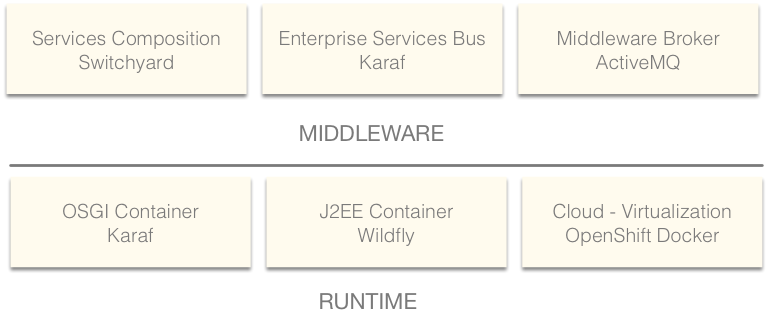 Services Composition
Switchyard
Enterprise Services Bus
Karaf
Middleware Broker
ActiveMQ
MIDDLEWARE
OSGI Container
Karaf
J2EE Container
Wildfly
Cloud - Virtualization
OpenShift Docker
RUNTIME